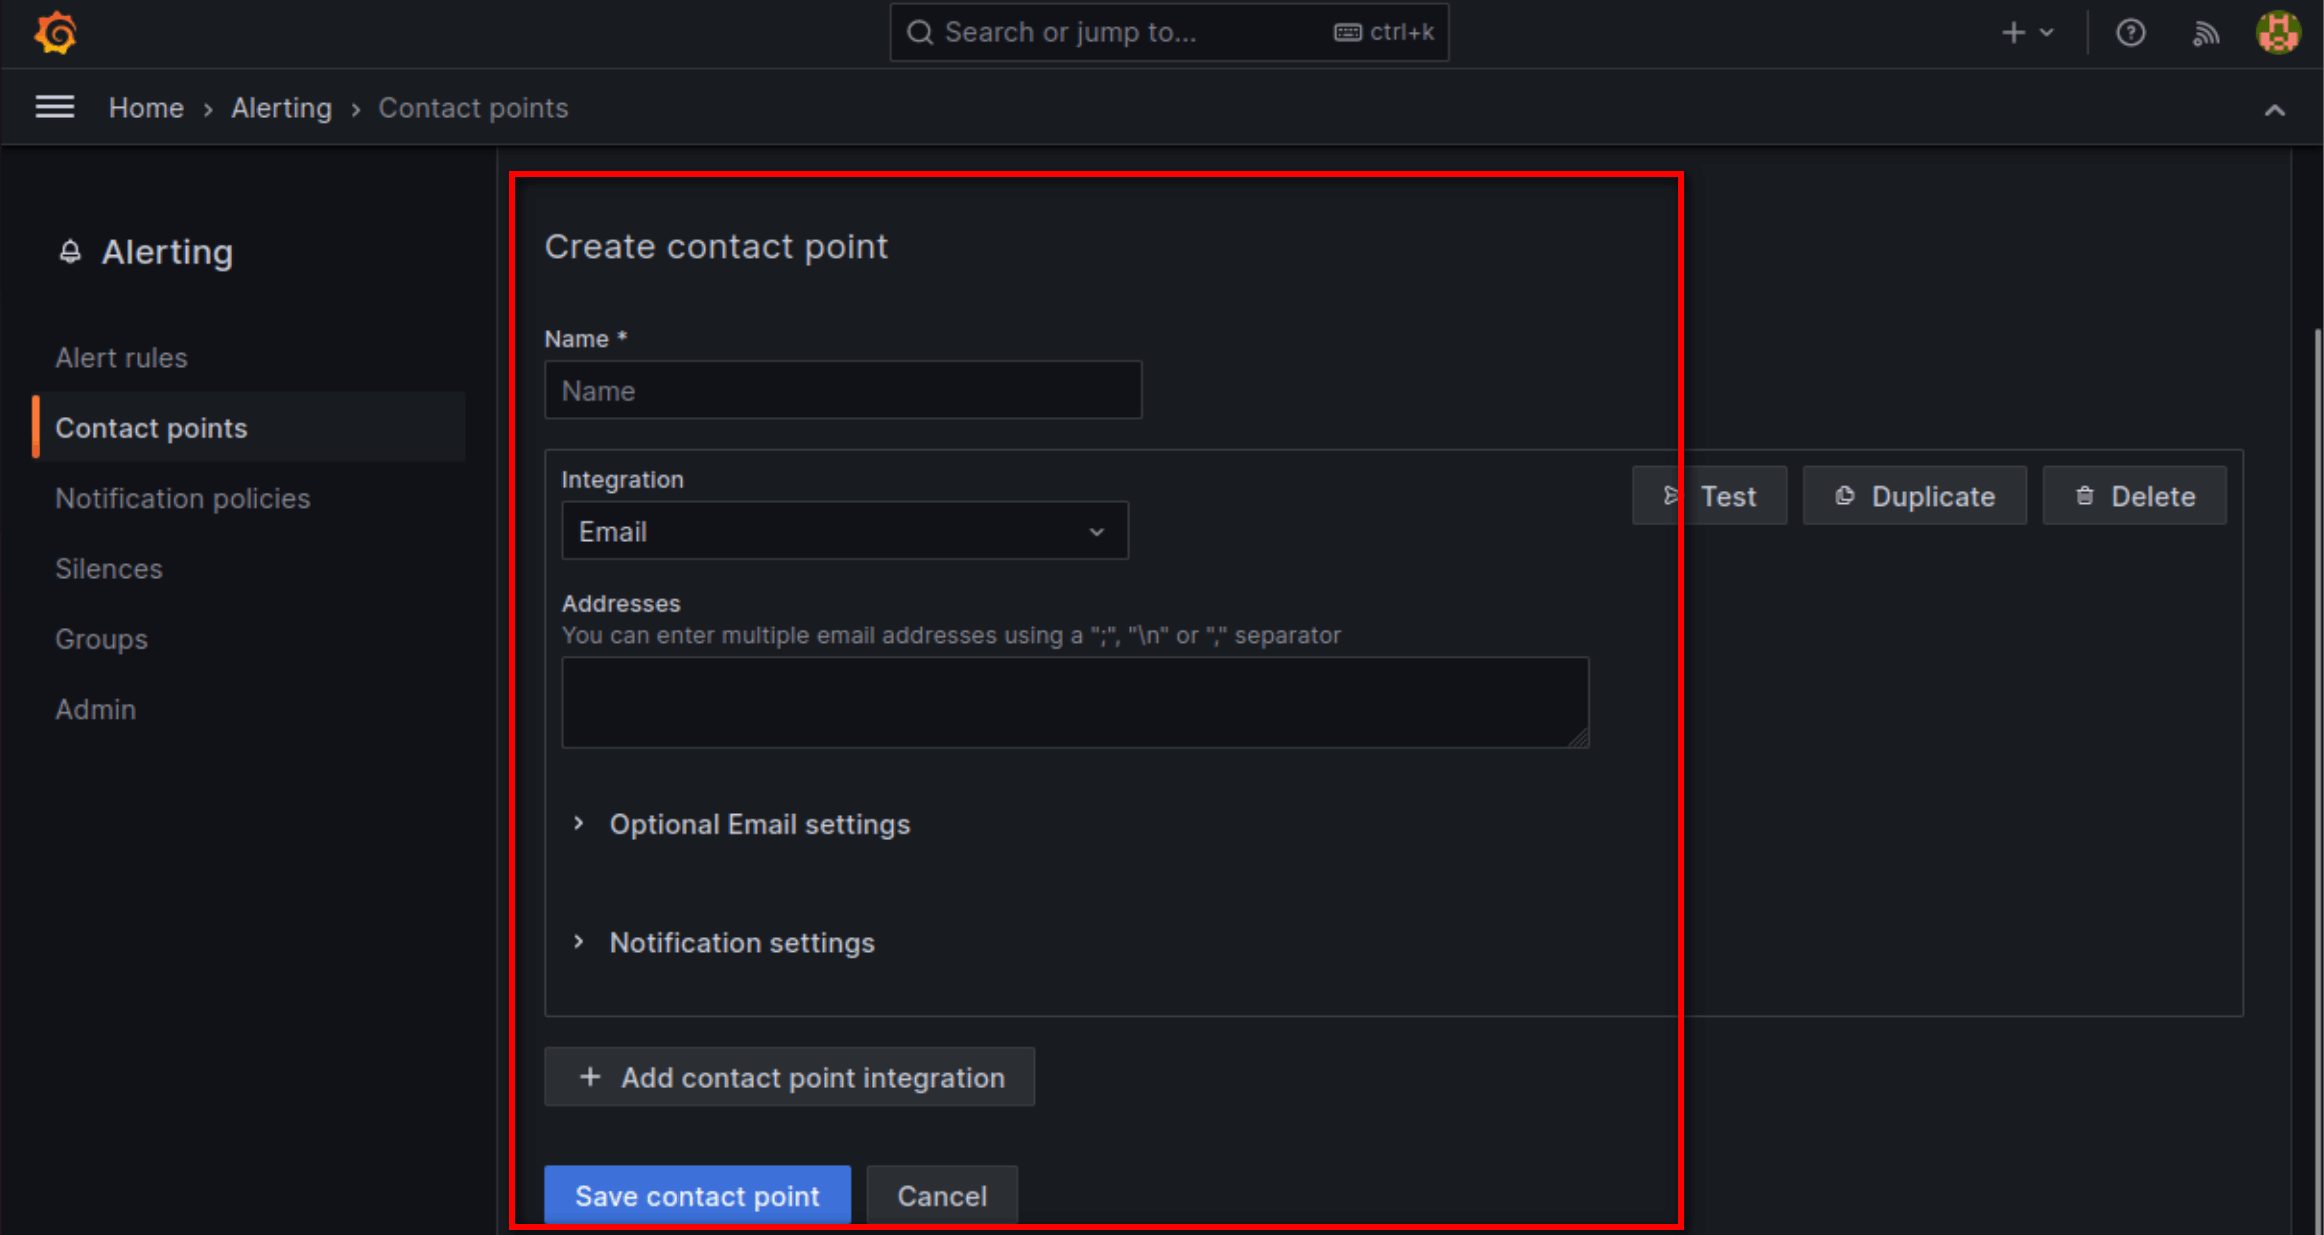 Search or jump to... ctrl+k
Home › Alerting › Contact points
Alerting
Alert rules
Contact points
Notification policies
Silences
Groups
Admin
Create contact point
Name *
Name
Integration
Email
Test Duplicate Delete
Addresses
You can enter multiple email addresses using a ";", "\n" or "," separator
Optional Email settings
Notification settings
+ Add contact point integration
Save contact point Cancel